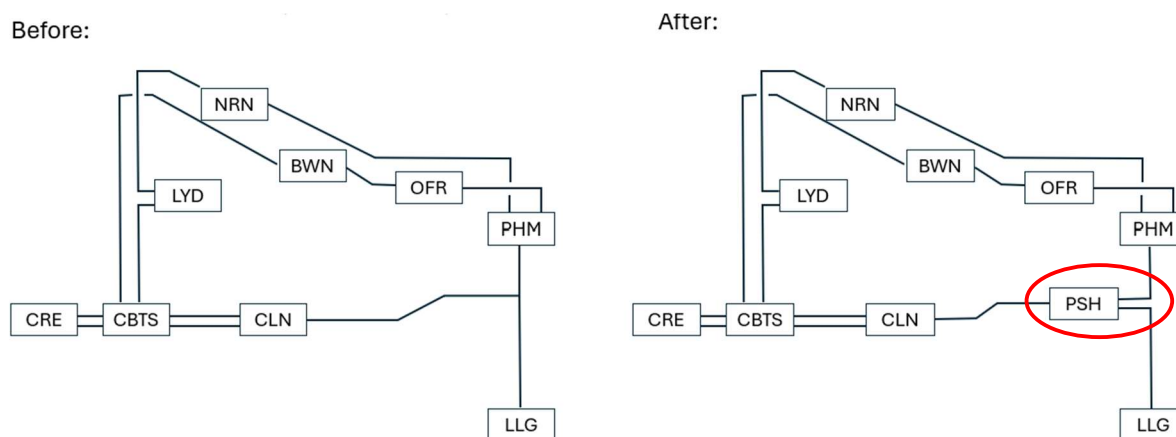 Before:
After:
NRN
BWN
LYD
OFR
PHM
CRE
CBTS
CLN
LLG
NRN
BWN
LYD
OFR
PHM
PSH
CRE
CBTS
CLN
LLG